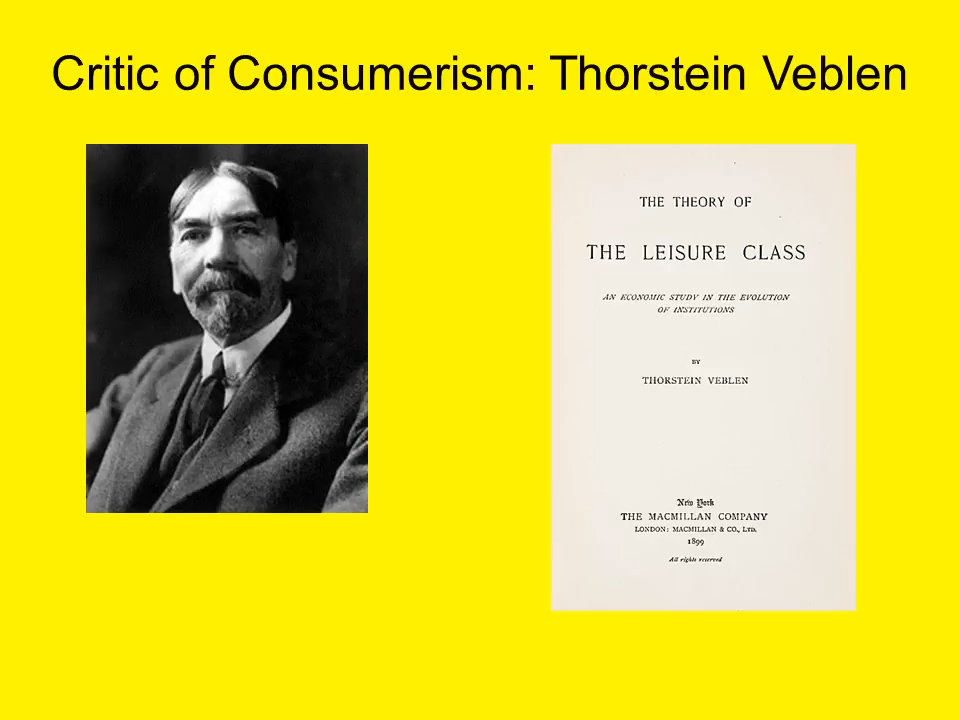 Critic of Consumerism: Thorstein Veblen
THE THEORY OF
THE LEISURE CLASS
AN ECONOMIC STUDY IN THE EVOLUTION
OF INSTITUTIONS
BY
THORSTEIN VEBLEN
New York
THE MACMILLAN COMPANY
LONDON: MACMILLAN & CO., LTD.
1899
All rights reserved